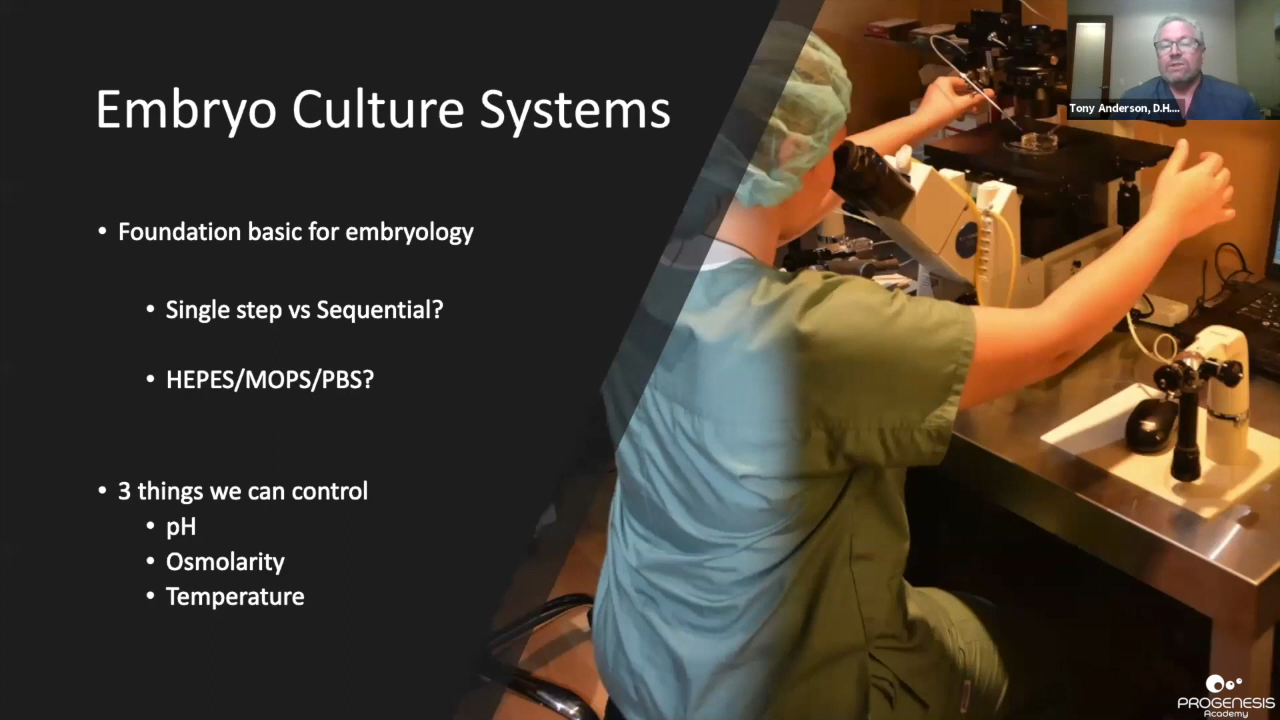 Embryo Culture Systems
• Foundation basic for embryology
• Single step vs Sequential?
• HEPES/MOPS/PBS?
• 3 things we can control
• pH
• Osmolarity
• Temperature
Tony Anderson, D.H....
PROGENESIS
Academy